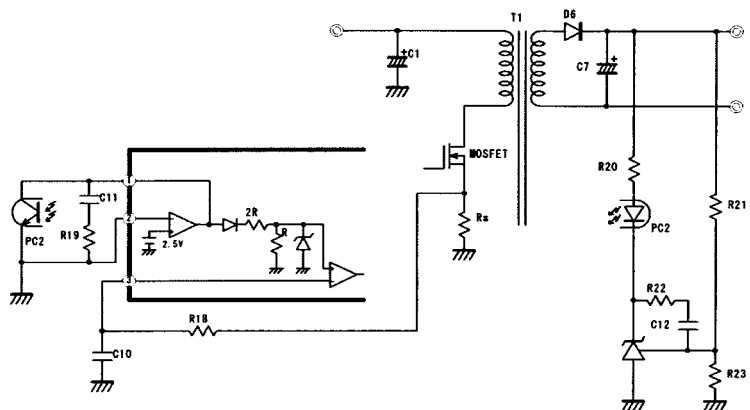 T1
D6
C1
C7
MOSFET
R20
R21
C11
1
2R
R19
2
R
Rs
PC2
PC2
2.5V
3
R22
R18
C12
C10
R23